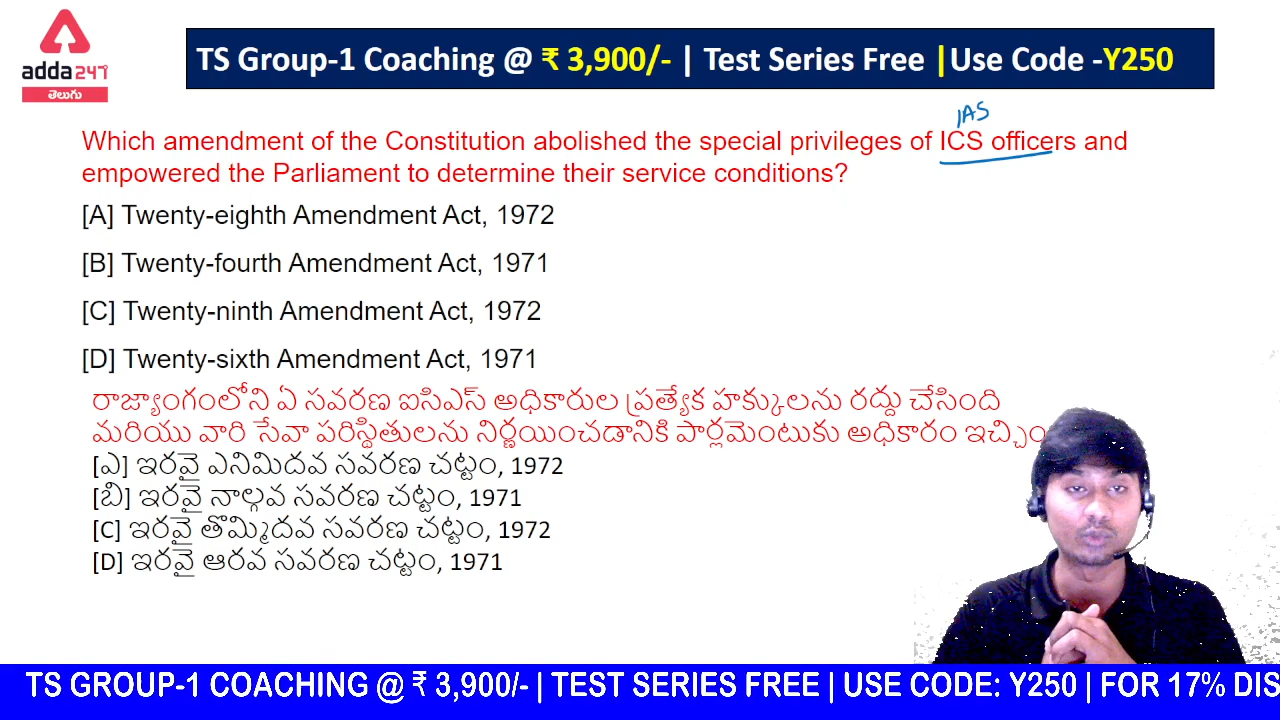 adda247
తెలుగు
TS Group-1 Coaching @ ₹ 3,900/- | Test Series Free |Use Code -Y250
IAS
Which amendment of the Constitution abolished the special privileges of ICS officers and
empowered the Parliament to determine their service conditions?
[A] Twenty-eighth Amendment Act, 1972
[B] Twenty-fourth Amendment Act, 1971
[C] Twenty-ninth Amendment Act, 1972
[D] Twenty-sixth Amendment Act, 1971
రాజ్యాంగంలోని ఏ సవరణ ఐసిఎస్ అధికారుల ప్రత్యేక హక్కులను రద్దు చేసింది
మరియు వారి సేవా పరిస్థితులను నిర్ణయించడానికి పార్లమెంటుకు అధికారం
[ఎ] ఇరవై ఎనిమిదవ సవరణ చట్టం, 1972
[బి] ఇరవై నాల్గవ సవరణ చట్టం, 1971
[C] ఇరవై తొమ్మిదవ సవరణ చట్టం, 1972
[D] ఇరవై ఆరవ సవరణ చట్టం, 1971
TS GROUP-1 COACHING @ ₹ 3,900/- | TEST SERIES FREE | USE CODE: Y250 | FOR 17% DIS